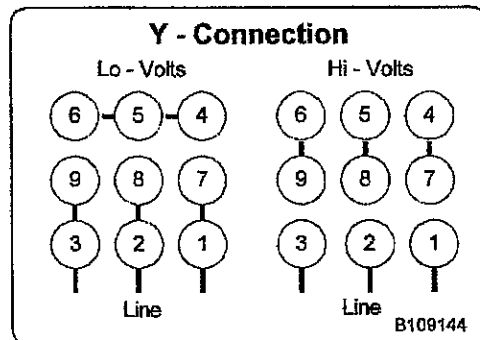 Y - Connection
Lo - Volts Hi - Volts
6 5 4 6 5 4
9 8 7 9 8 7
3 2 1 3 2 1
Line Line
B109144